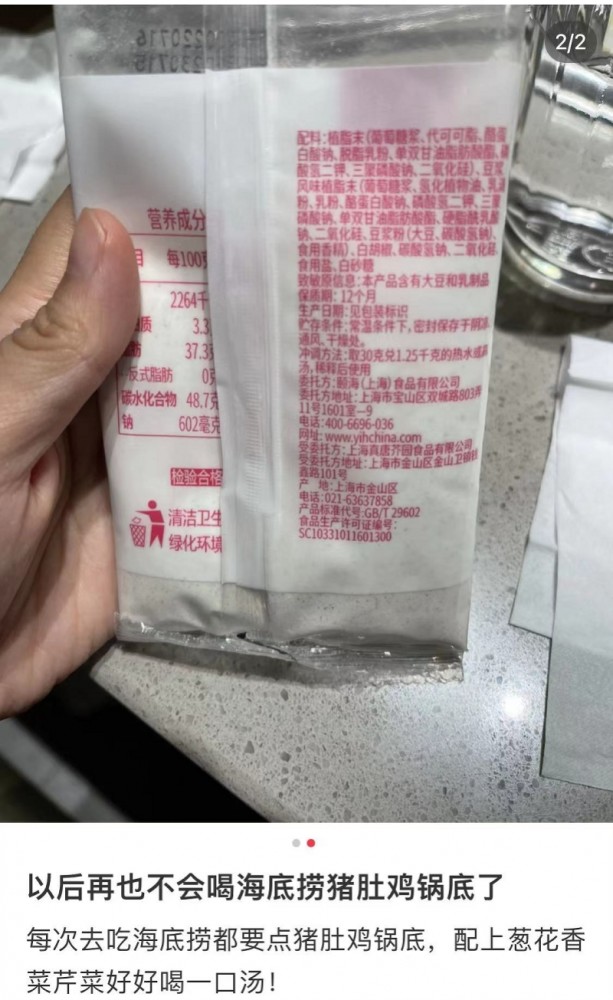 2/2
20220716
20230715
营养成分
目 每100克
2264千
质 3.3
肪 37.3
反式脂肪 0克
碳水化合物 48.7克
钠 602毫克
检验合格
清洁卫生
绿化环境
配料:植脂末(葡萄糖浆、代可可脂、酪蛋
白酸钠、脱脂乳粉、单双甘油脂肪酸酯、磷
酸氢二钾、三聚磷酸钠、二氧化硅)、豆浆
风味植脂末(葡萄糖浆、氢化植物油、乳
粉、乳粉、酪蛋白酸钠、磷酸氢二钾、三聚
磷酸钠、单双甘油脂肪酸酯、硬脂酰乳酸
钠、二氧化硅、豆浆粉(大豆、碳酸氢钠)、
食用香精)、白胡椒、碳酸氢钠、二氧化硅
食用盐、白砂糖
致敏原信息:本产品含有大豆和乳制品
保质期:12个月
生产日期:见包装标识
贮存条件:常温条件下,密封保存于阴凉、
通风、干燥处。
冲调方法:取30克兑1.25千克的热水或高
汤,稀释后使用
委托方:颐海(上海)食品有限公司
委托方地址:上海市宝山区双城路803弄
11号1601室—9
电话:400-6696-036
网址:www.yihchina.com
受委托方:上海真唐芥园食品有限公司
受委托方地址:上海市金山区金山卫镇
路101号
产 地:上海市金山区
电话:021-63637858
产品标准代号:GB/T 29602
食品生产许可证编号:
SC10331011601300
以后再也不会喝海底捞猪肚鸡锅底了
每次去吃海底捞都要点猪肚鸡锅底，配上葱花香
菜芹菜好好喝一口汤！